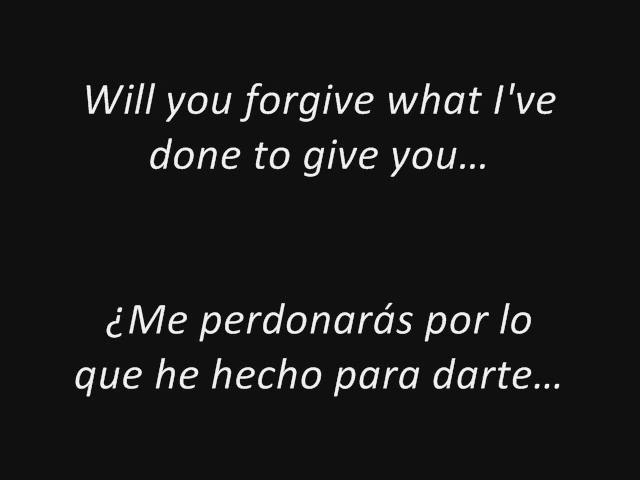 Will you forgive what I've
done to give you...
¿Me perdonarás por lo
que he hecho para darte...